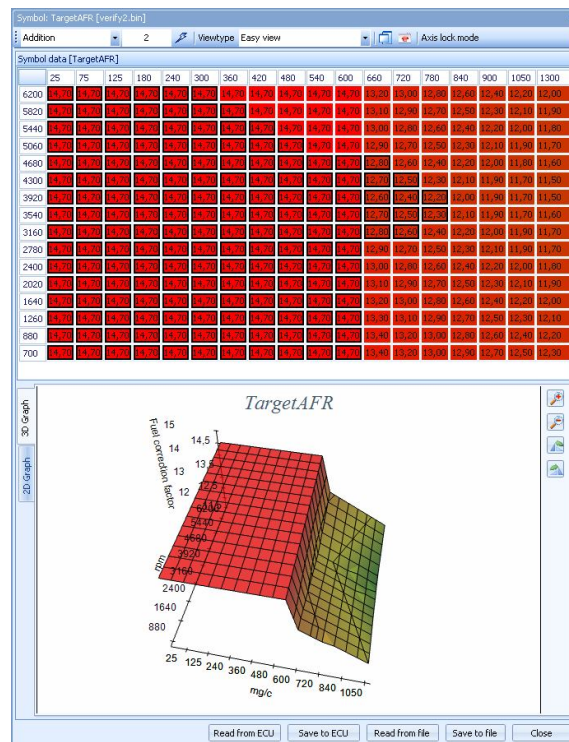 Symbol: TargetAFR [verify2.bin]
Addition 2 Viewtype Easy view Axis lock mode
Symbol data [TargetAFR]
25 75 125 180 240 300 360 420 480 540 600 660 720 780 840 900 1050 1300
6200 14,70 14,70 14,70 14,70 14,70 14,70 14,70 14,70 14,70 14,70 14,70 13,20 13,00 12,80 12,60 12,40 12,20 12,00
5820 14,70 14,70 14,70 14,70 14,70 14,70 14,70 14,70 14,70 14,70 14,70 13,10 12,90 12,70 12,50 12,30 12,10 11,90
5440 14,70 14,70 14,70 14,70 14,70 14,70 14,70 14,70 14,70 14,70 14,70 13,00 12,80 12,60 12,40 12,20 12,00 11,80
5060 14,70 14,70 14,70 14,70 14,70 14,70 14,70 14,70 14,70 14,70 14,70 12,90 12,70 12,50 12,30 12,10 11,90 11,70
4680 14,70 14,70 14,70 14,70 14,70 14,70 14,70 14,70 14,70 14,70 14,70 12,80 12,60 12,40 12,20 12,00 11,80 11,60
4300 14,70 14,70 14,70 14,70 14,70 14,70 14,70 14,70 14,70 14,70 14,70 12,70 12,50 12,30 12,10 11,90 11,70 11,50
3920 14,70 14,70 14,70 14,70 14,70 14,70 14,70 14,70 14,70 14,70 14,70 12,60 12,40 12,20 12,00 11,90 11,70 11,50
3540 14,70 14,70 14,70 14,70 14,70 14,70 14,70 14,70 14,70 14,70 14,70 12,70 12,50 12,30 12,10 11,90 11,70 11,60
3160 14,70 14,70 14,70 14,70 14,70 14,70 14,70 14,70 14,70 14,70 14,70 12,80 12,60 12,40 12,20 12,00 11,90 11,70
2780 14,70 14,70 14,70 14,70 14,70 14,70 14,70 14,70 14,70 14,70 14,70 12,90 12,70 12,50 12,30 12,10 11,90 11,70
2400 14,70 14,70 14,70 14,70 14,70 14,70 14,70 14,70 14,70 14,70 14,70 13,00 12,80 12,60 12,40 12,20 12,00 11,80
2020 14,70 14,70 14,70 14,70 14,70 14,70 14,70 14,70 14,70 14,70 14,70 13,10 12,90 12,70 12,50 12,30 12,10 11,90
1640 14,70 14,70 14,70 14,70 14,70 14,70 14,70 14,70 14,70 14,70 14,70 13,20 13,00 12,80 12,60 12,40 12,20 12,00
1260 14,70 14,70 14,70 14,70 14,70 14,70 14,70 14,70 14,70 14,70 14,70 13,30 13,10 12,90 12,70 12,50 12,30 12,10
880 14,70 14,70 14,70 14,70 14,70 14,70 14,70 14,70 14,70 14,70 14,70 13,40 13,20 13,00 12,80 12,60 12,40 12,20
700 14,70 14,70 14,70 14,70 14,70 14,70 14,70 14,70 14,70 14,70 14,70 13,40 13,20 13,00 12,90 12,70 12,50 12,30
3D Graph
2D Graph
TargetAFR
Fuel correction factor
15
14,5
14
13,5
13
12,5
12
11,5
rpm
6200
5440
4680
3920
3160
2400
1640
880
25 125 240 360 480 600 720 840 1050
mg/c
Read from ECU Save to ECU Read from file Save to file Close